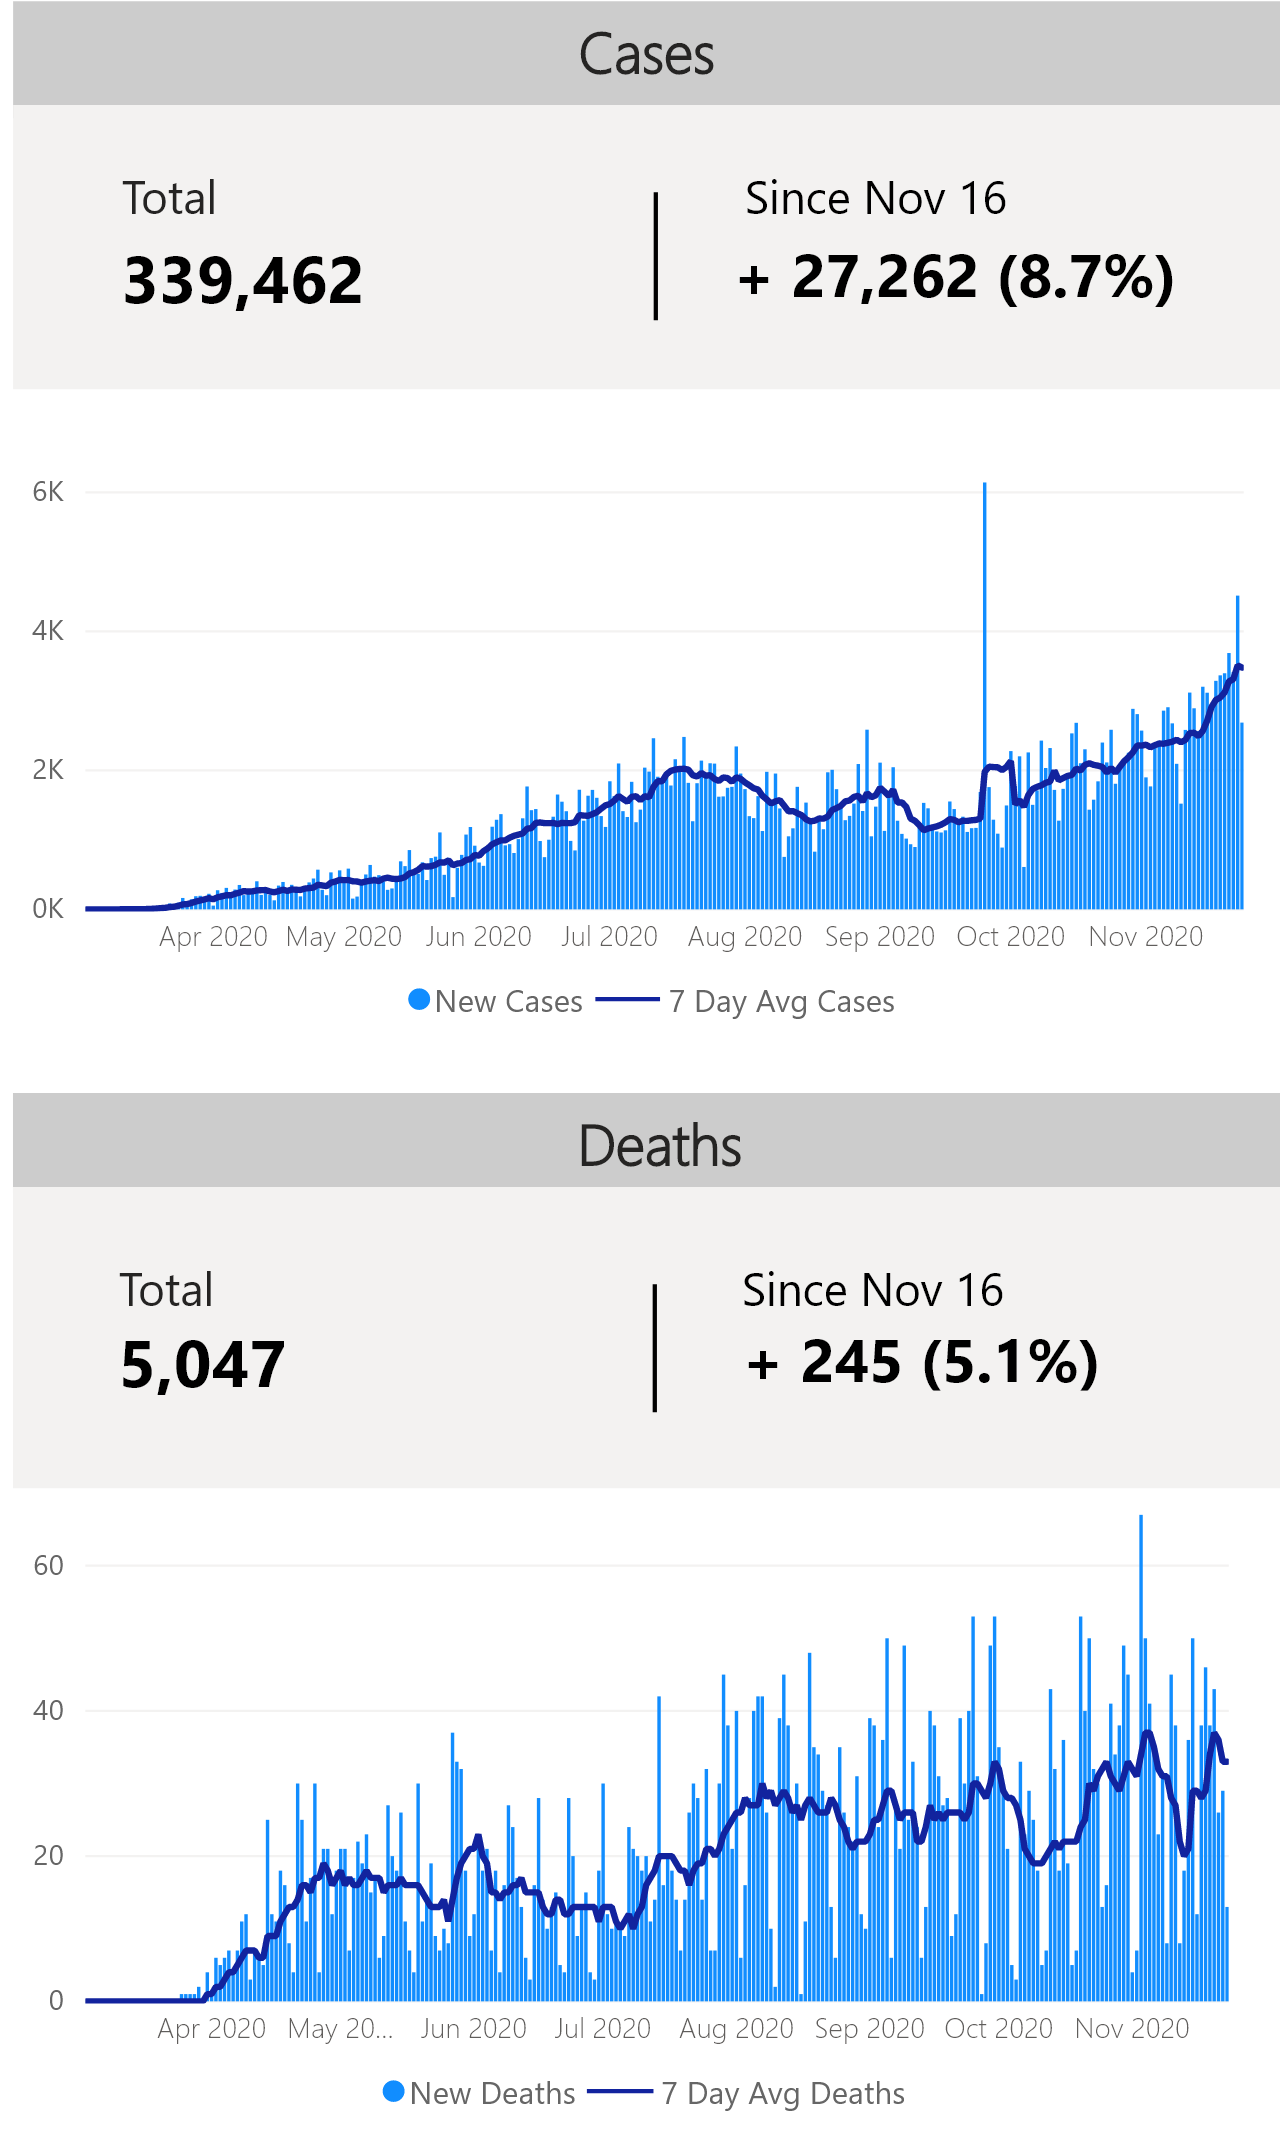 Cases
Total
Since Nov 16
339,462
+ 27,262 (8.7%)
6K
4K
2K
0K
Apr 2020 May 2020 Jun 2020 Jul 2020 Aug 2020 Sep 2020 Oct 2020 Nov 2020
New Cases 7 Day Avg Cases
Deaths
Total
Since Nov 16
5,047
+ 245 (5.1%)
60
40
20
0
Apr 2020 May 20... Jun 2020 Jul 2020 Aug 2020 Sep 2020 Oct 2020 Nov 2020
New Deaths 7 Day Avg Deaths